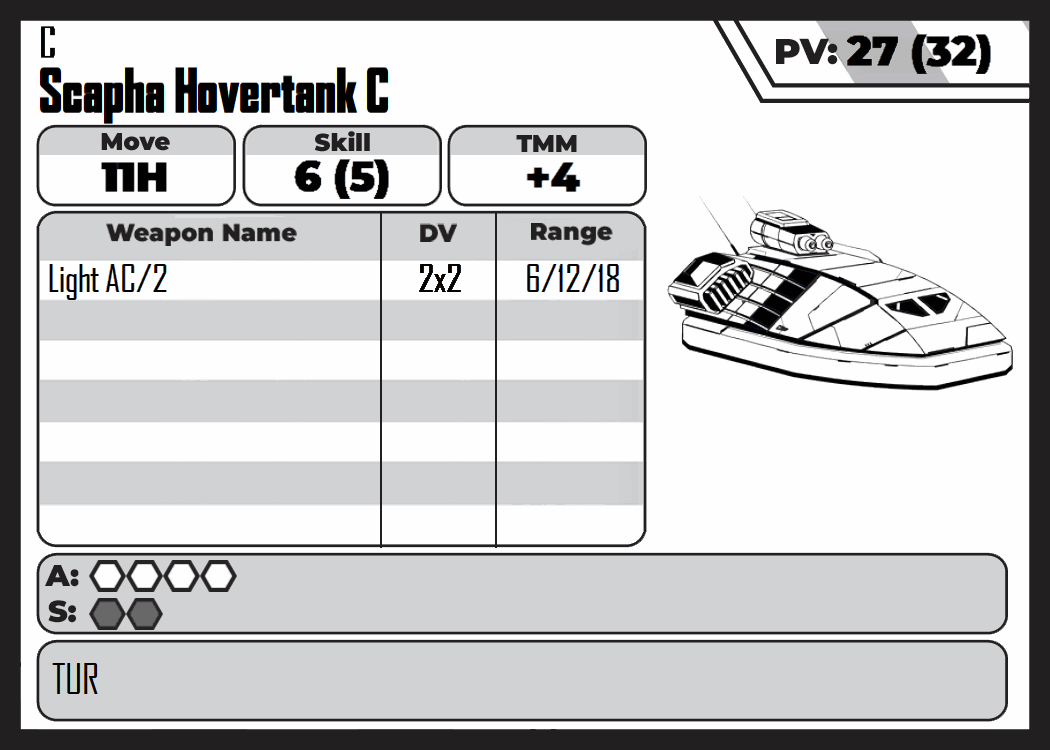 C
Scapha Hovertank C
PV: 27 (32)
Move Skill TMM
11H 6 (5) +4
Weapon Name DV Range
Light AC/2 2x2 6/12/18
A:
S:
TUR